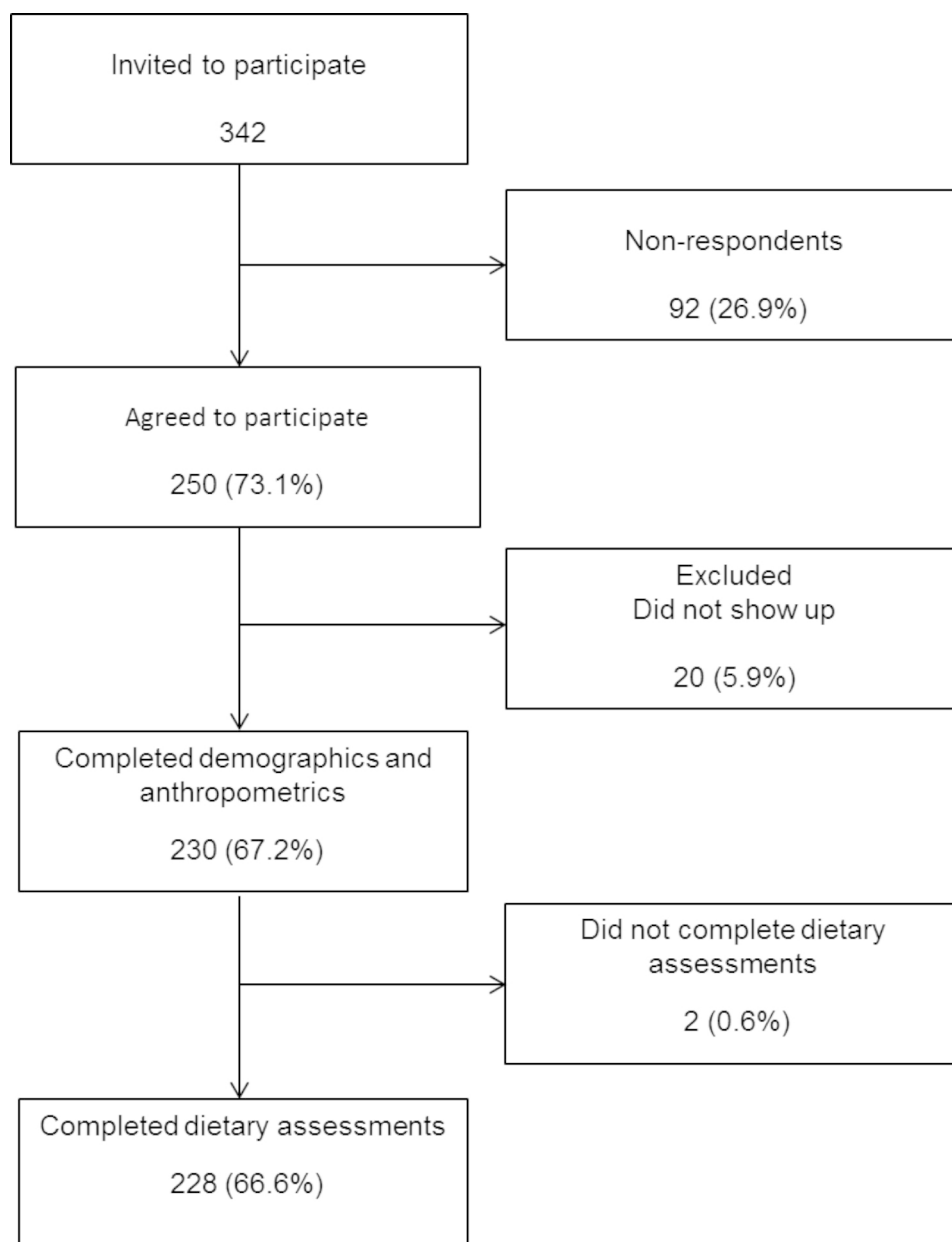 Invited to participate
342
Non-respondents
92 (26.9%)
Agreed to participate
250 (73.1%)
Excluded
Did not show up
20 (5.9%)
Completed demographics and
anthropometrics
230 (67.2%)
Did not complete dietary
assessments
2 (0.6%)
Completed dietary assessments
228 (66.6%)